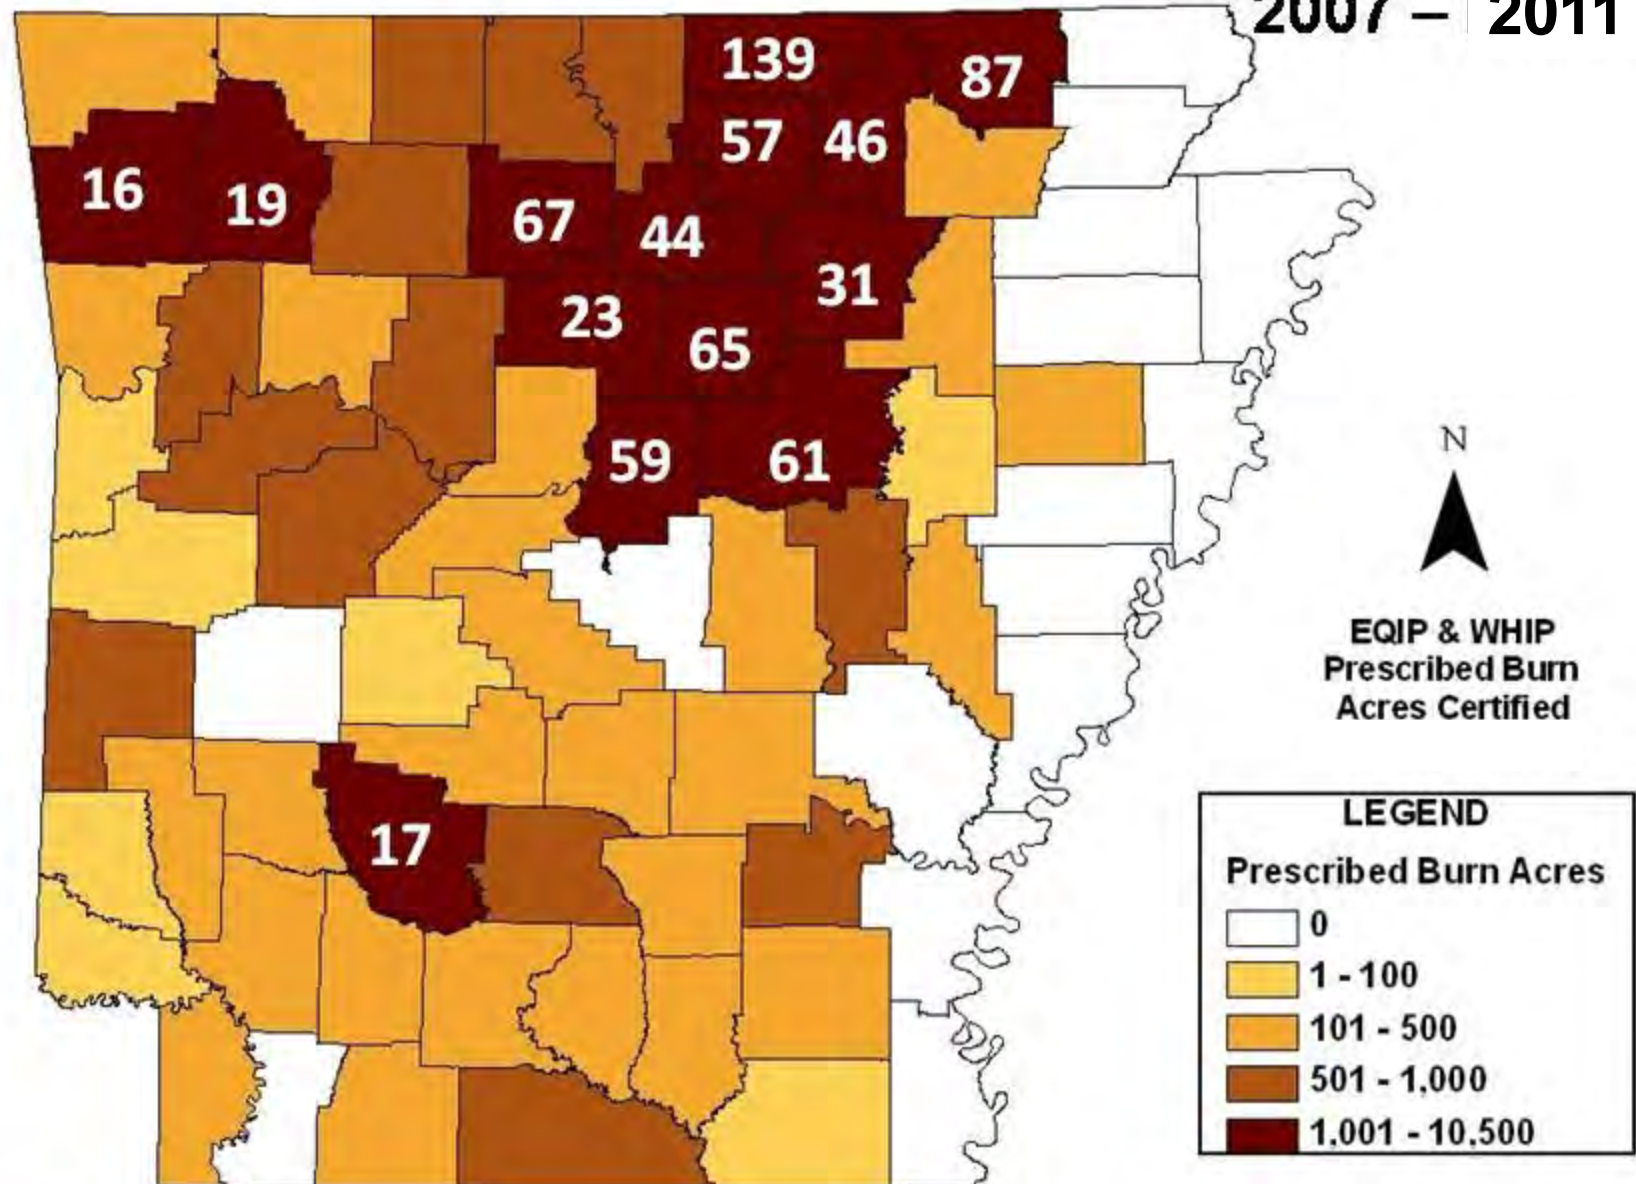 2007 – 2011
139
87
57
46
16
19
67
44
31
23
65
59
61
17
N
EQIP & WHIP
Prescribed Burn
Acres Certified
LEGEND
Prescribed Burn Acres
0
1 - 100
101 - 500
501 - 1,000
1,001 - 10,500